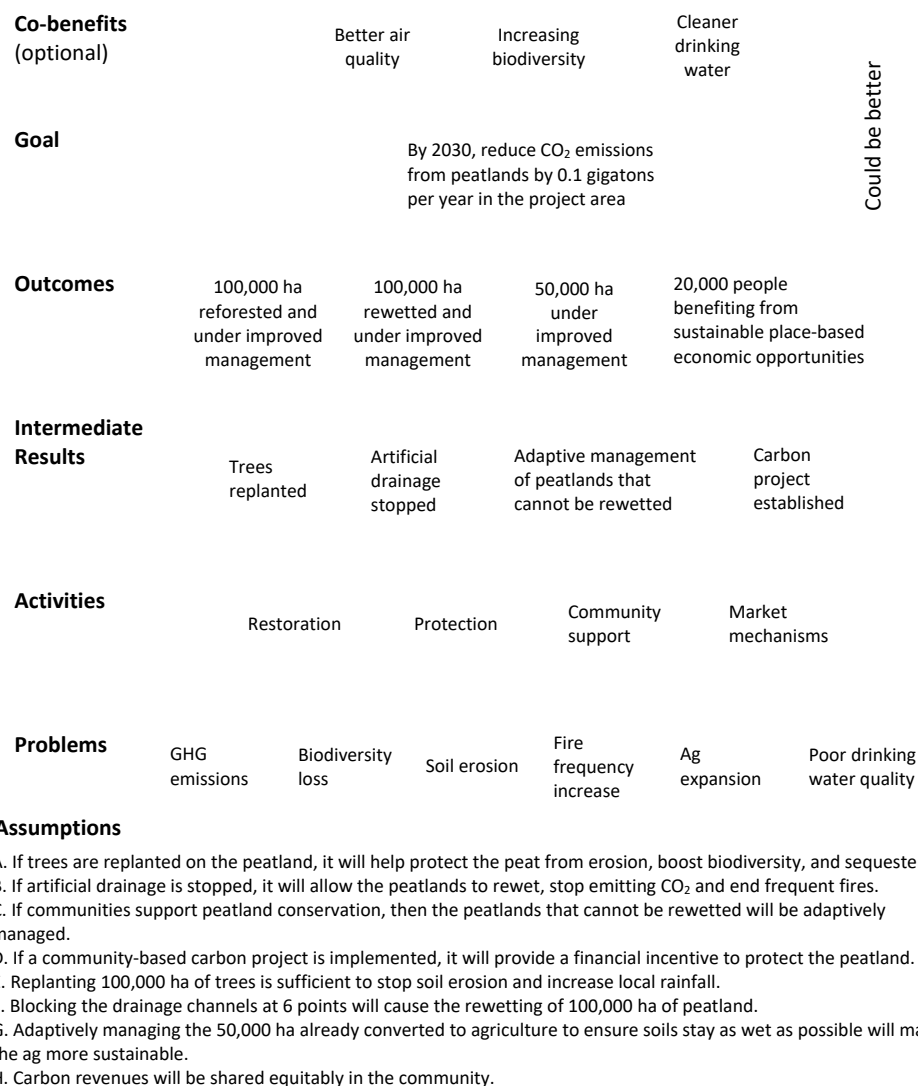 Co-benefits
(optional)
Better air
quality
Increasing
biodiversity
Cleaner
drinking
water
Could be better
Goal
By 2030, reduce CO₂ emissions
from peatlands by 0.1 gigatons
per year in the project area
Outcomes
100,000 ha
reforested and
under improved
management
100,000 ha
rewetted and
under improved
management
50,000 ha
under
improved
management
20,000 people
benefiting from
sustainable place-based
economic opportunities
Intermediate
Results
Trees
replanted
Artificial
drainage
stopped
Adaptive management
of peatlands that
cannot be rewetted
Carbon
project
established
Activities
Restoration
Protection
Community
support
Market
mechanisms
Problems
GHG
emissions
Biodiversity
loss
Soil erosion
Fire
frequency
increase
Ag
expansion
Poor drinking
water quality
Assumptions
A. If trees are replanted on the peatland, it will help protect the peat from erosion, boost biodiversity, and
B. If artificial drainage is stopped, it will allow the peatlands to rewet, stop emitting CO₂ and end frequent fires.
C. If communities support peatland conservation, then the peatlands that cannot be rewetted will be adaptively
managed.
D. If a community-based carbon project is implemented, it will provide a financial incentive to protect the peatland.
E. Replanting 100,000 ha of trees is sufficient to stop soil erosion and increase local rainfall.
Blocking the drainage channels at 6 points will cause the rewetting of 100,000 ha of peatland.
G. Adaptively managing the 50,000 ha already converted to agriculture to ensure soils stay as wet as possible will
the ag more sustainable.
H. Carbon revenues will be shared equitably in the community.